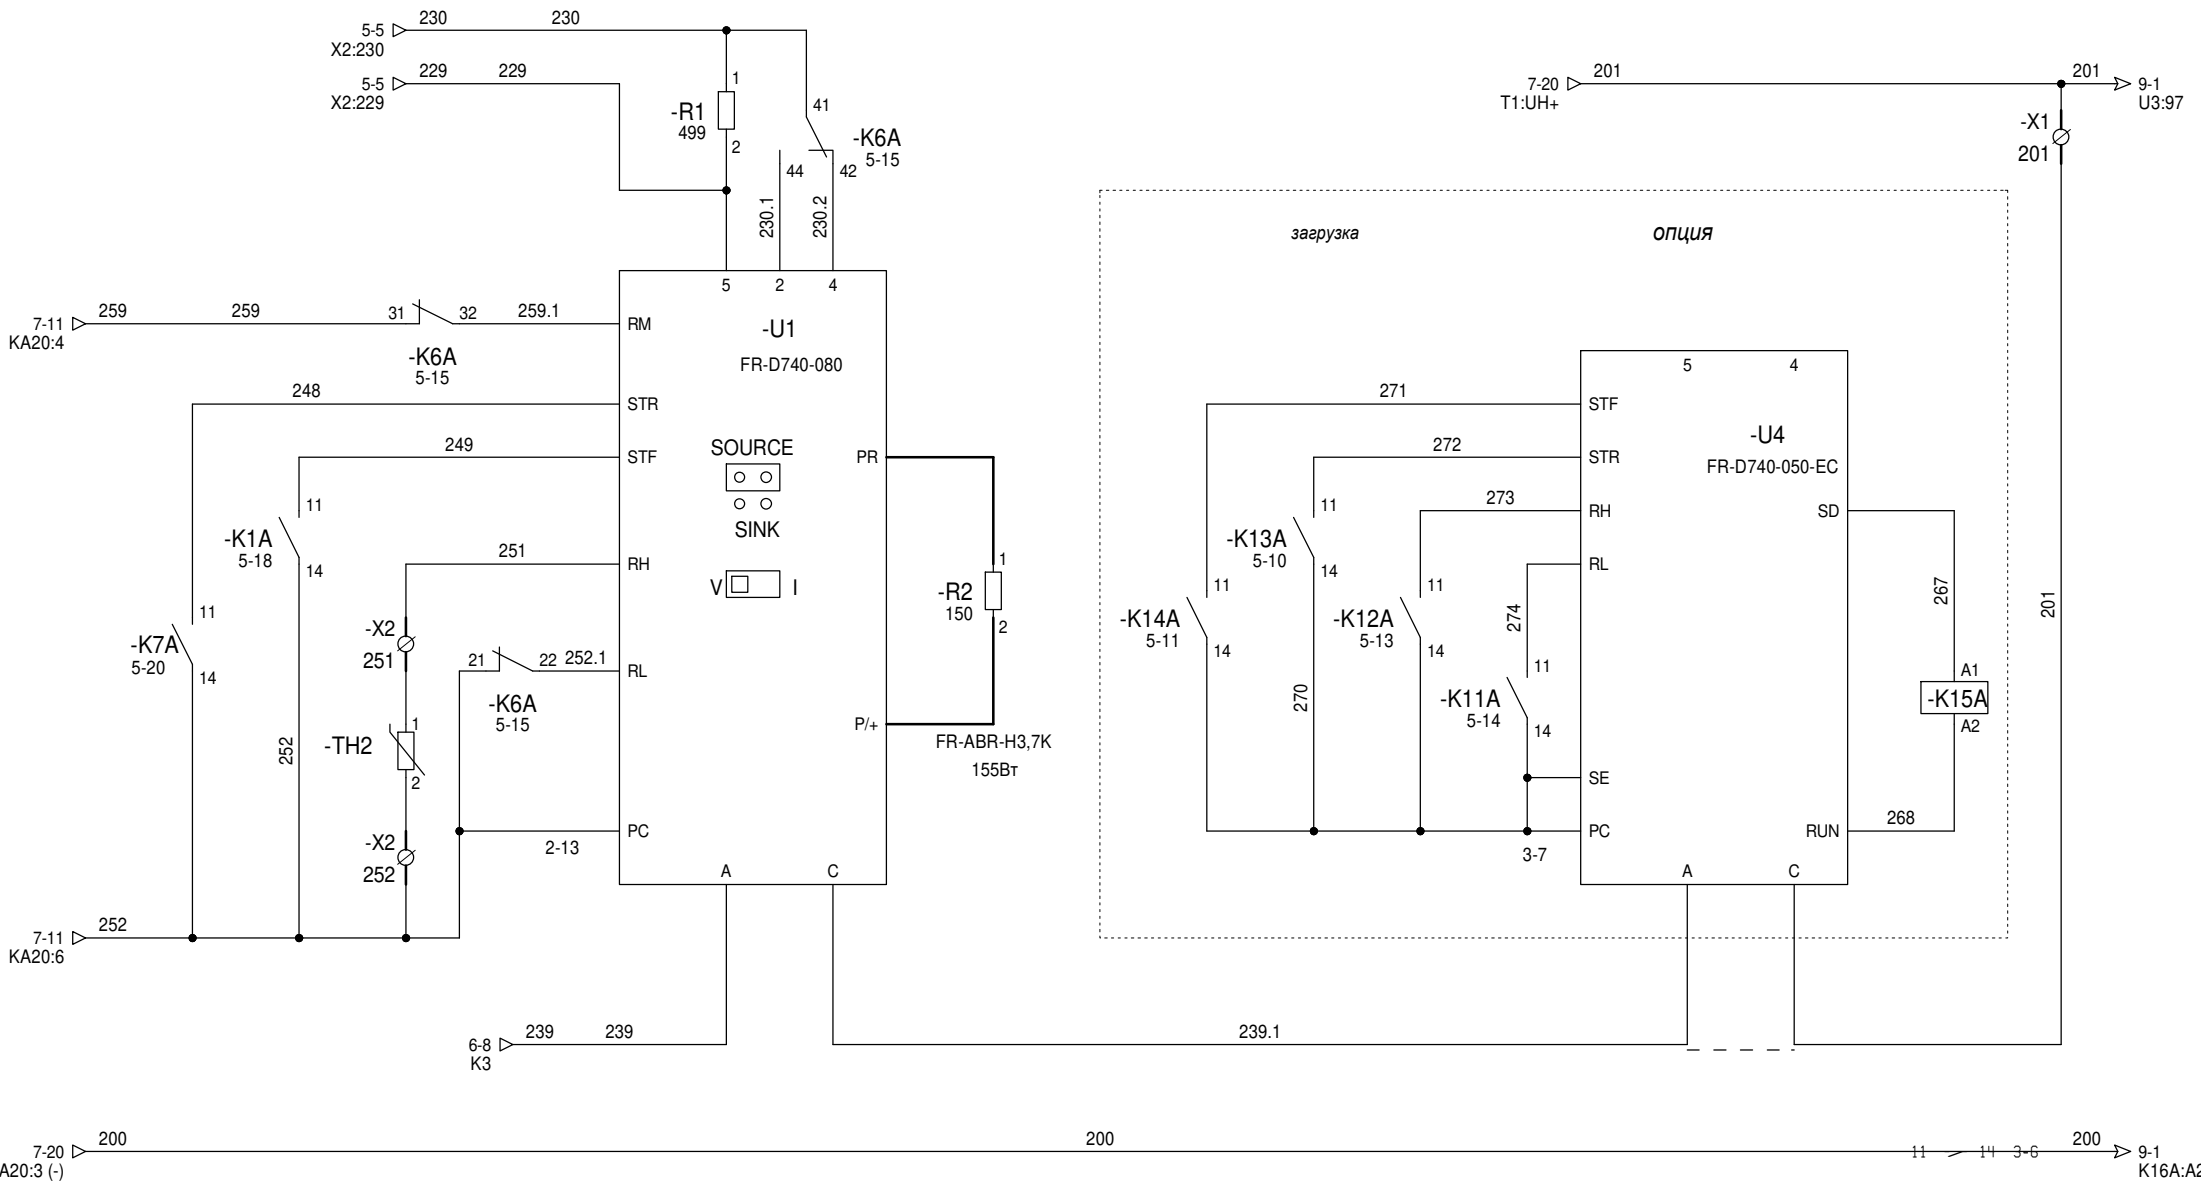 230 230
5-5
X2:230
229 229
5-5
X2:229
1
-R1
499
2
41
-K6A
5-15
44 42
230.1
230.2
201 201
7-20
T1:UH+
9-1
U3:97
-X1
201
загрузка опция
259 259 31 32 259.1
7-11
KA20:4
-K6A
5-15
248
249
11
-K1A
5-18
14
252
11
-K7A
5-20
14
251
-X2
251
1
-TH2
2
-X2
252
21 22 252.1
-K6A
5-15
2-13
252
7-11
KA20:6
5 2 4
RM
-U1
FR-D740-080
STR
STF
SOURCE
SINK
V I
RH
RL
PC
PR
P/+
A C
1
-R2
150
2
FR-ABR-H3,7K
155Вт
271
272
273
274
270
11
-K14A
5-11
14
11
-K13A
5-10
14
11
-K12A
5-13
14
11
-K11A
5-14
14
3-7
5 4
STF
-U4
STR
FR-D740-050-EC
RH
SD
RL
SE
PC
RUN
A C
267
A1
-K15A
A2
268
201
239 239
6-8
K3
239.1
200 200 200
7-20
A20:3 (-)
11 14 3-6
9-1
K16A:A2